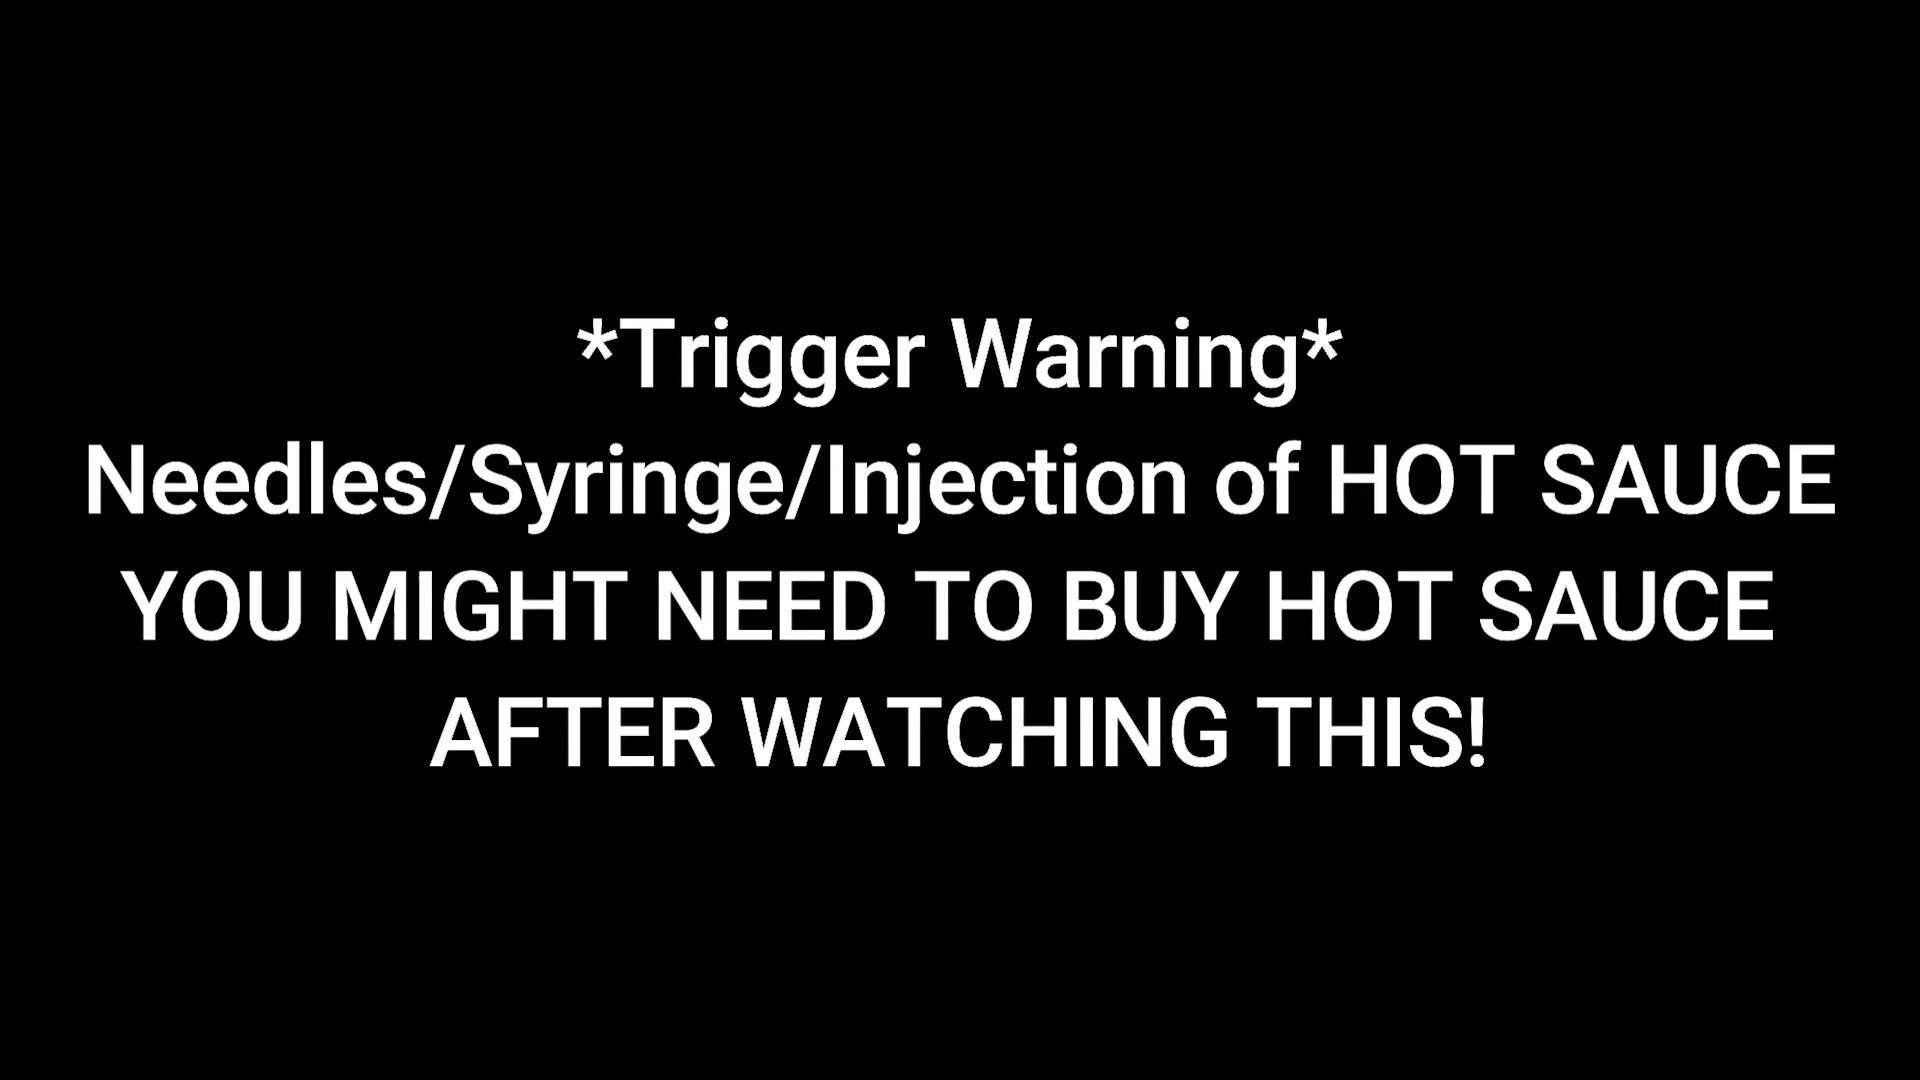 *Trigger Warning*
Needles/Syringe/Injection of HOT SAUCE
YOU MIGHT NEED TO BUY HOT SAUCE
AFTER WATCHING THIS!